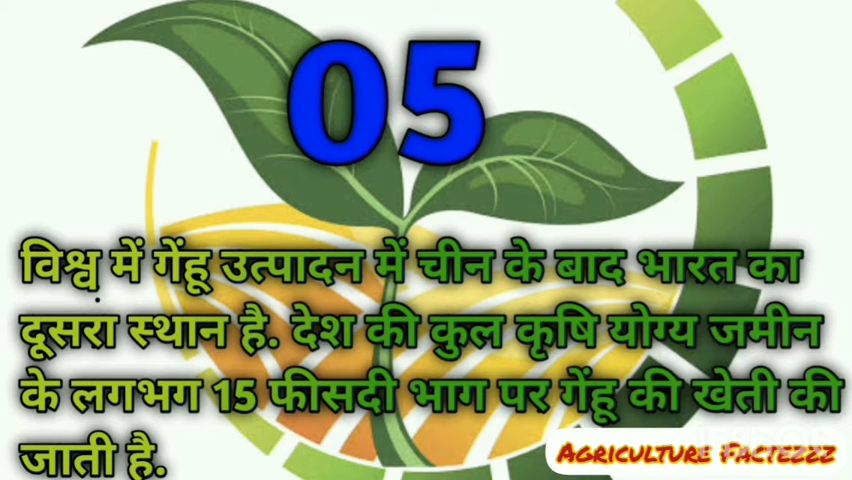 05
विश्व में गेंहू उत्पादन में चीन के बाद भारत का
दूसरा स्थान है. देश की कुल कृषि योग्य जमीन
के लगभग 15 फीसदी भाग पर गेंहू की खेती की
जाती है.
AGRICULTURE FACTEZZZ